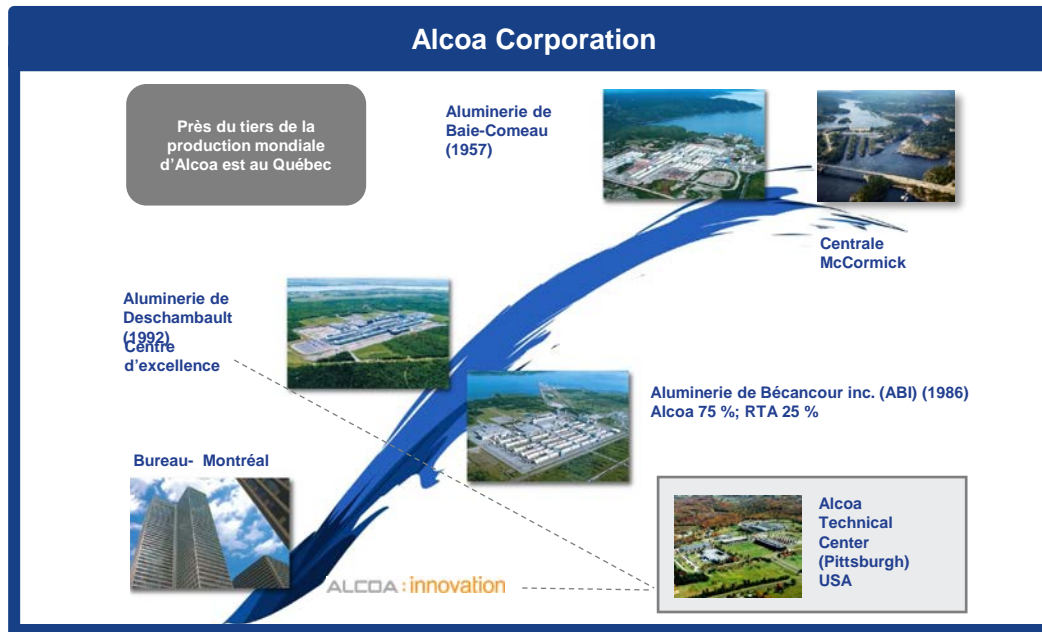 Alcoa Corporation
Près du tiers de la
production mondiale
d'Alcoa est au Québec
Aluminerie de
Baie-Comeau
(1957)
Centrale
McCormick
Aluminerie de
Deschambault
(1992)
Centre
d'excellence
Aluminerie de Bécancour inc. (ABI) (1986)
Alcoa 75 %; RTA 25 %
Bureau- Montréal
Alcoa
Technical
Center
(Pittsburgh)
USA
ALCOA : innovation